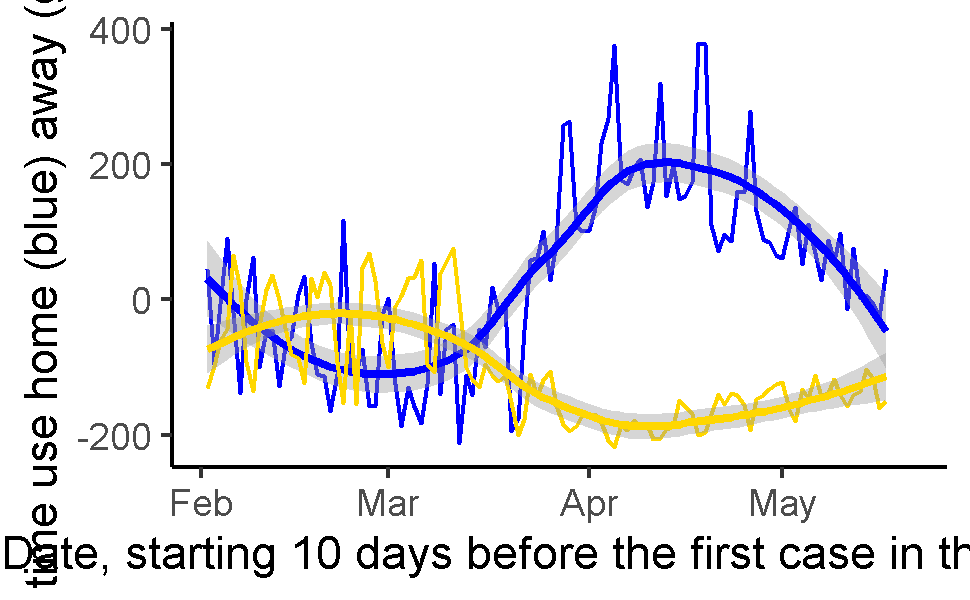 time use home (blue) away (
400
200
0
-200
Feb Mar Apr May
Date, starting 10 days before the first case in th